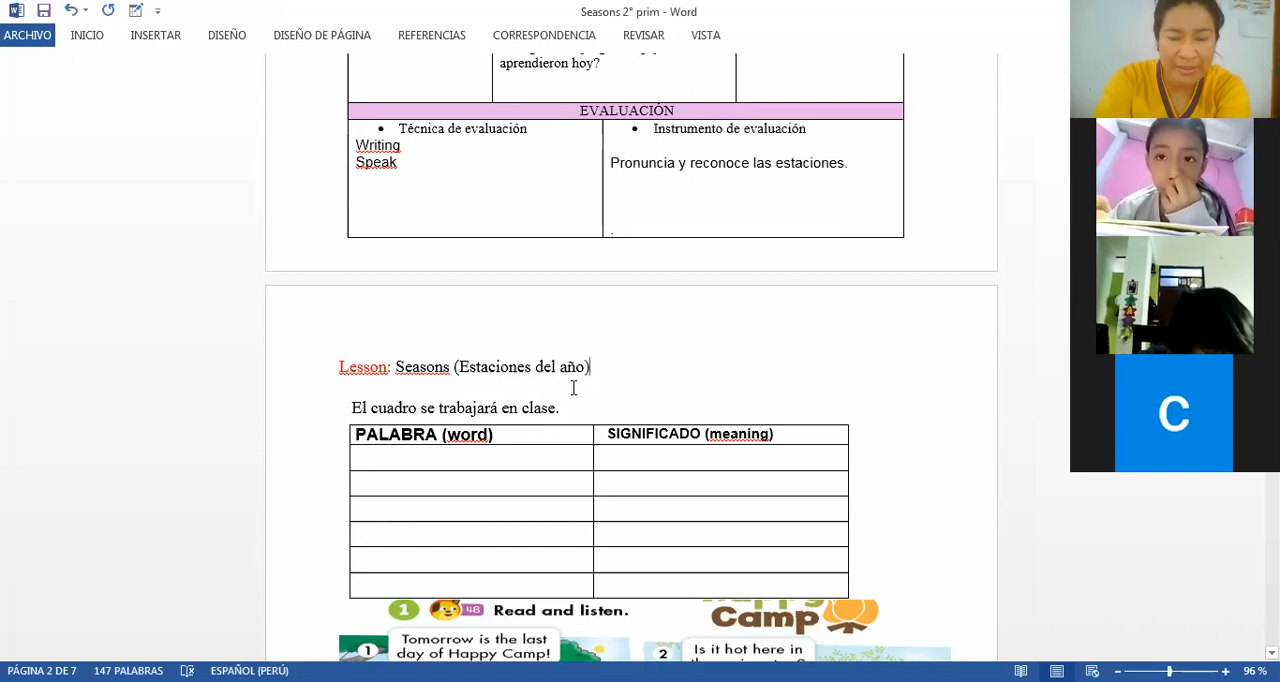 Seasons 2° prim - Word
ARCHIVO INICIO INSERTAR DISEÑO DISEÑO DE PÁGINA REFERENCIAS CORRESPONDENCIA REVISAR VISTA
aprendieron hoy?
EVALUACIÓN
• Técnica de evaluación
Writing
Speak
• Instrumento de evaluación
Pronuncia y reconoce las estaciones.
.
Lesson: Seasons (Estaciones del año)
El cuadro se trabajará en clase.
PALABRA (word) SIGNIFICADO (meaning)
1 48 Read and listen.
Camp
1 Tomorrow is the last
day of Happy Camp!
2 Is it hot here in
C
PÁGINA 2 DE 7 147 PALABRAS ESPAÑOL (PERÚ) 96 %